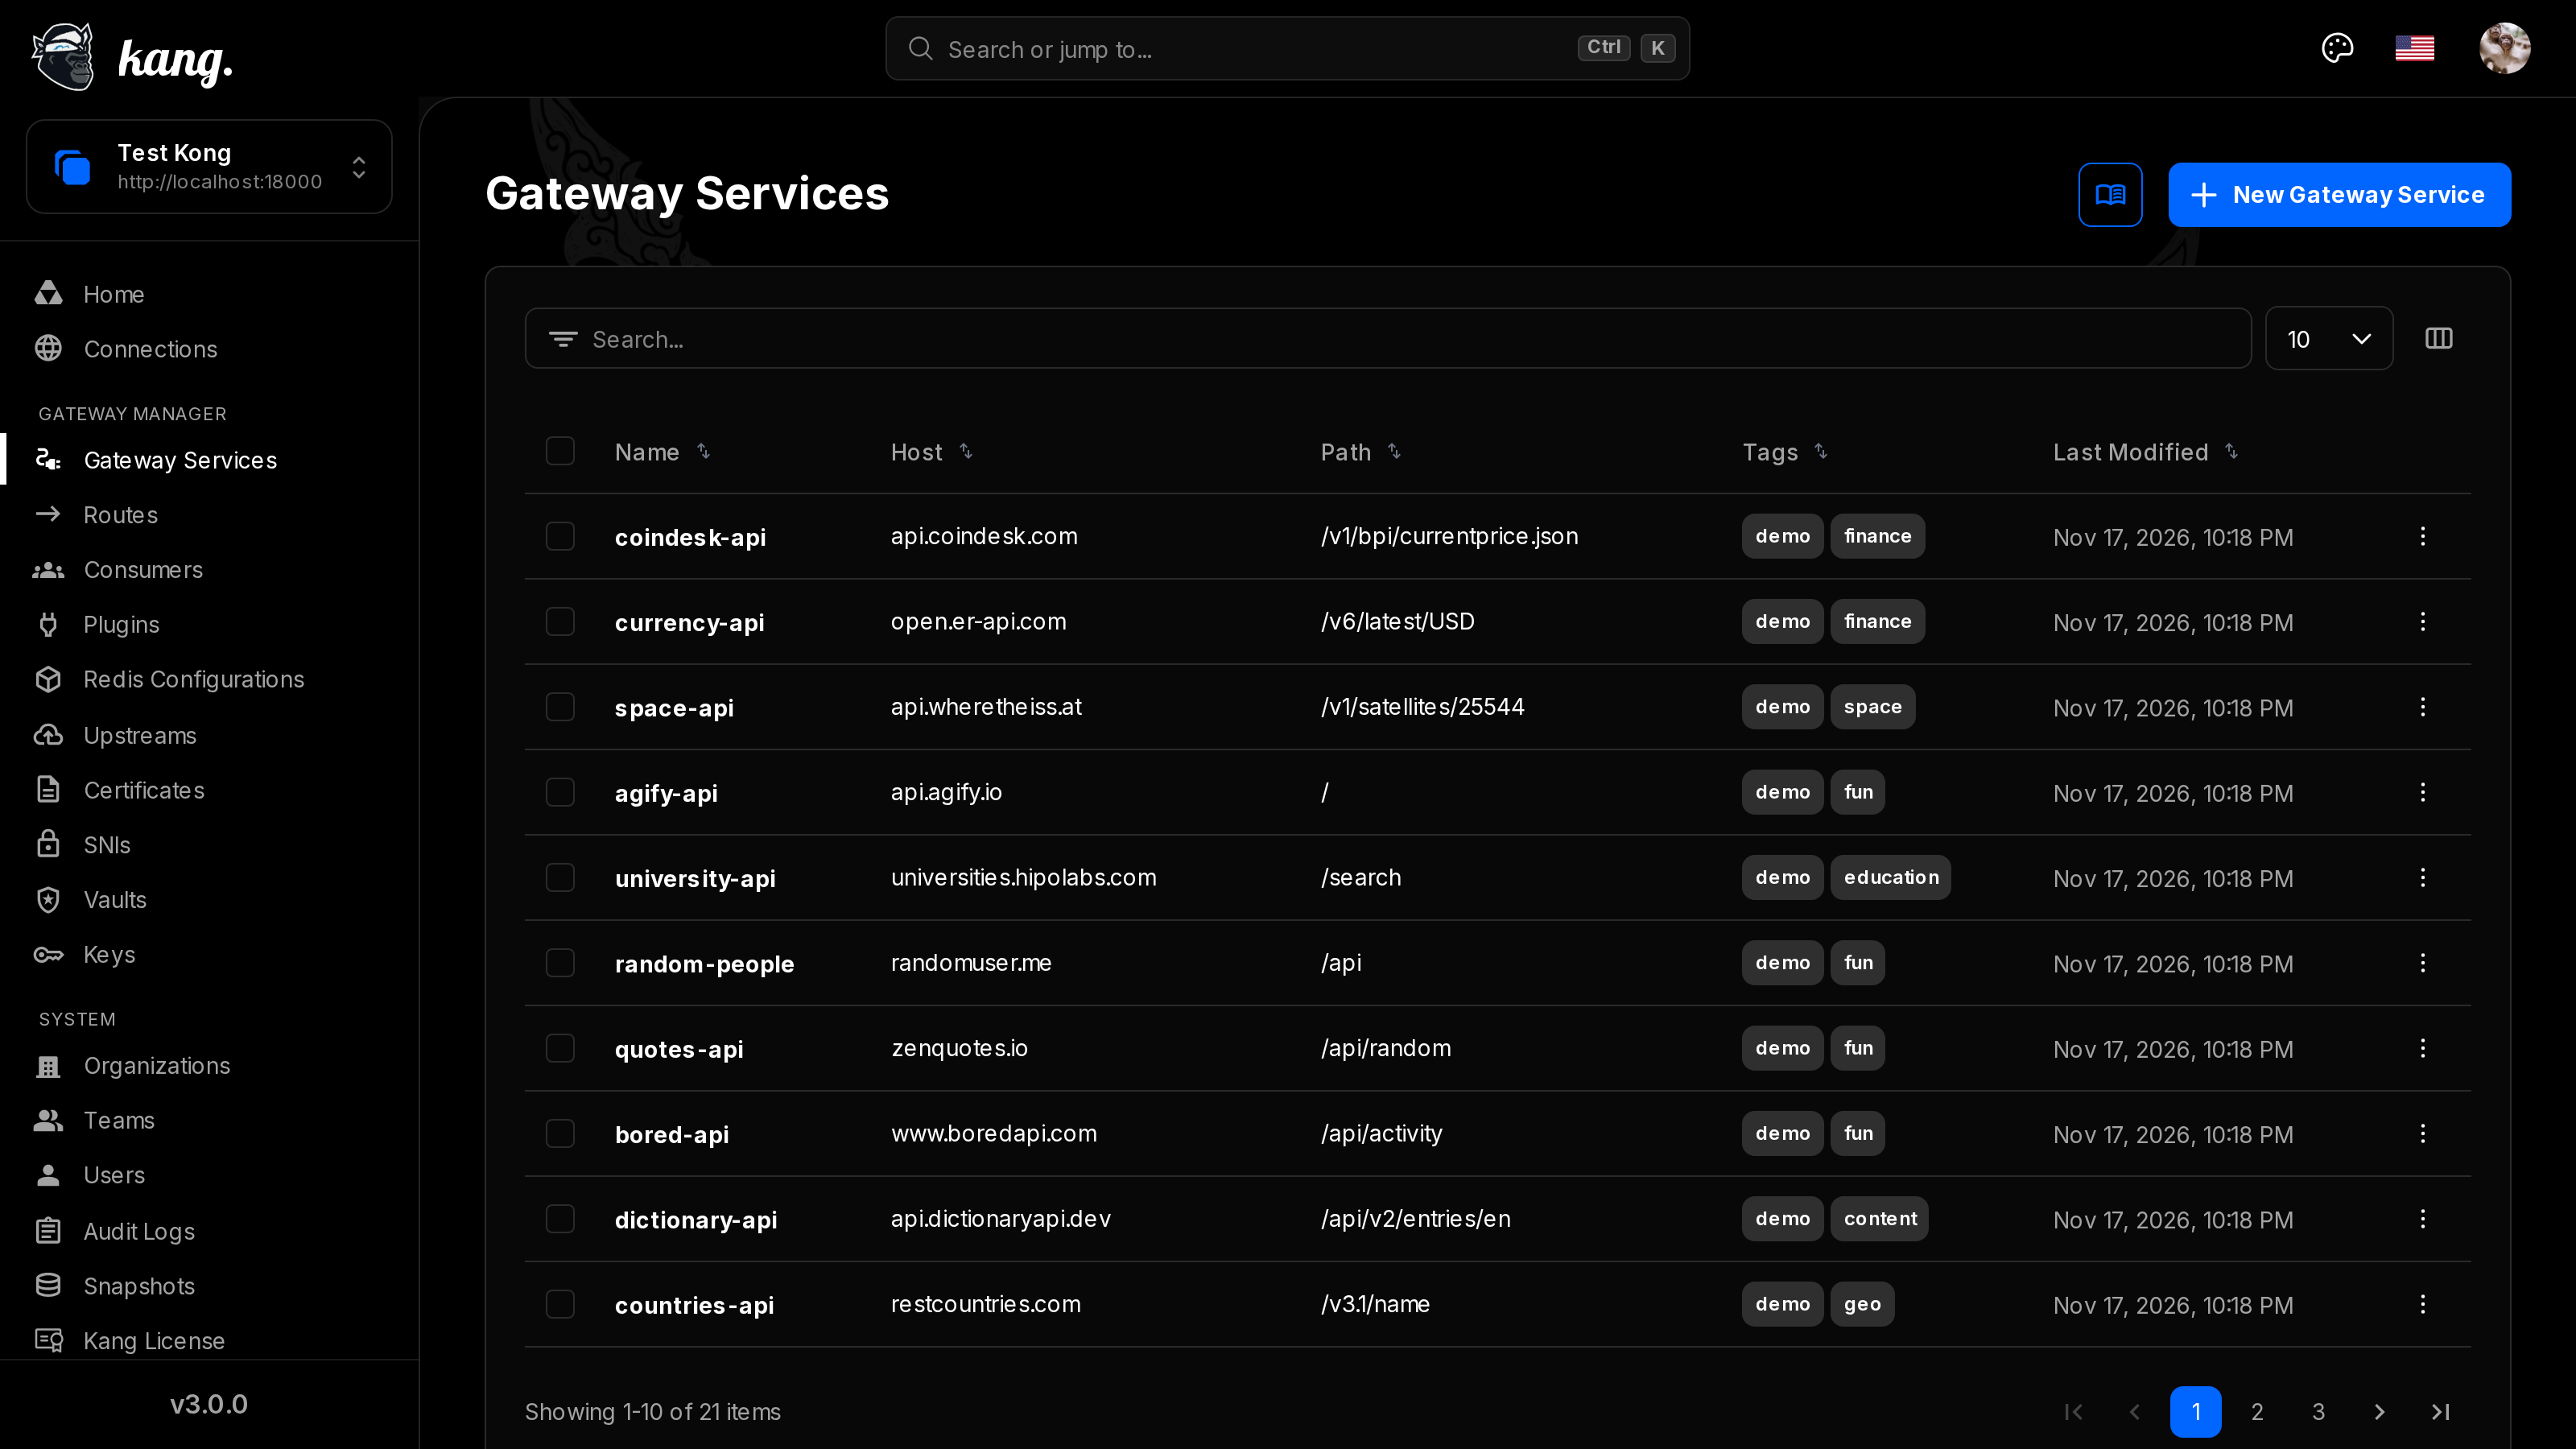 kang.
Search or jump to...
Ctrl K
Test Kong
http://localhost:18000
Home
Connections
GATEWAY MANAGER
Gateway Services
Routes
Consumers
Plugins
Redis Configurations
Upstreams
Certificates
SNIs
Vaults
Keys
SYSTEM
Organizations
Teams
Users
Audit Logs
Snapshots
Kang License
v3.0.0
Gateway Services
New Gateway Service
Search...
10
Name Host Path Tags Last Modified
coindesk-api api.coindesk.com /v1/bpi/currentprice.json demo finance Nov 17, 2026, 10:18 PM
currency-api open.er-api.com /v6/latest/USD demo finance Nov 17, 2026, 10:18 PM
space-api api.wheretheiss.at /v1/satellites/25544 demo space Nov 17, 2026, 10:18 PM
agify-api api.agify.io / demo fun Nov 17, 2026, 10:18 PM
university-api universities.hipolabs.com /search demo education Nov 17, 2026, 10:18 PM
random-people randomuser.me /api demo fun Nov 17, 2026, 10:18 PM
quotes-api zenquotes.io /api/random demo fun Nov 17, 2026, 10:18 PM
bored-api www.boredapi.com /api/activity demo fun Nov 17, 2026, 10:18 PM
dictionary-api api.dictionaryapi.dev /api/v2/entries/en demo content Nov 17, 2026, 10:18 PM
countries-api restcountries.com /v3.1/name demo geo Nov 17, 2026, 10:18 PM
Showing 1-10 of 21 items
1 2 3